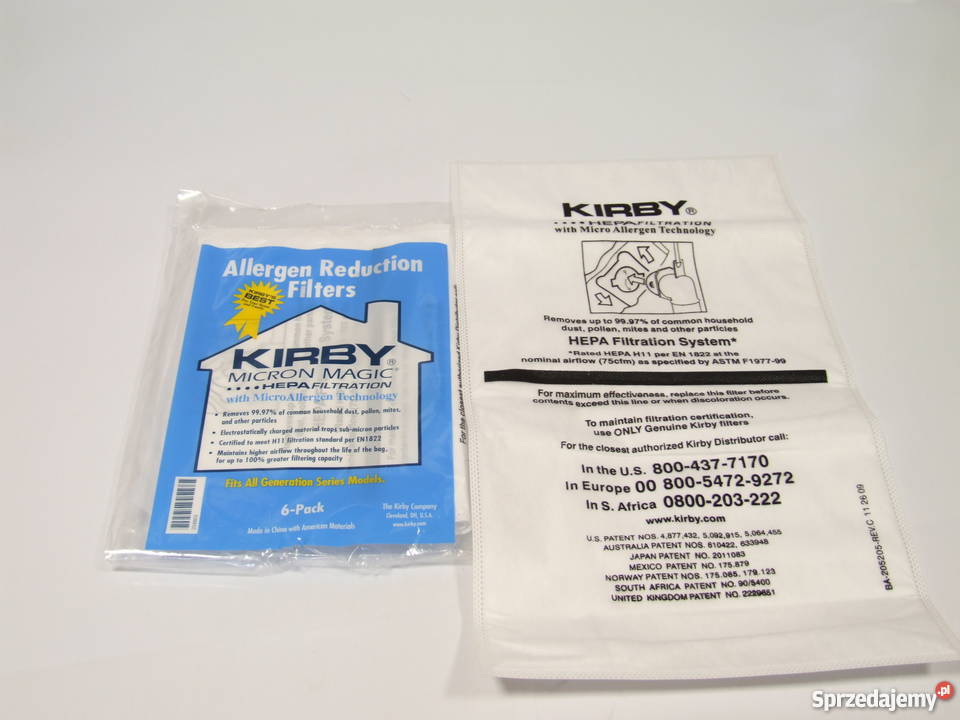 Allergen Reduction
Filters
KIRBY'S
BEST
KIRBY®
MICRON MAGIC®
HEPAFILTRATION
with MicroAllergen Technology
• Removes 99.97% of common household dust, pollen, mites,
and other particles
• Electrostatically charged material traps sub-micron particles
• Certified to meet H11 filtration standard per EN1822
• Maintains higher airflow throughout the life of the bag,
for up to 100% greater filtering capacity
Fits All Generation Series Models.
6-Pack
The Kirby Company
Cleveland, OH, U.S.A.
www.kirby.com
Made in China with American Materials
For the closest authorized Kirby Distributor
KIRBY®
HEPAFILTRATION
with Micro Allergen Technology
Removes up to 99.97% of common household
dust, pollen, mites and other particles
HEPA Filtration System*
*Rated HEPA H11 per EN 1822 at the
nominal airflow (75cfm) as specified by ASTM F1977-99
For maximum effectiveness, replace this filter before
contents exceed this line or when discoloration occurs.
To maintain filtration certification,
use ONLY Genuine Kirby filters
For the closest authorized Kirby Distributor call:
In the U.S. 800-437-7170
In Europe 00 800-5472-9272
In S. Africa 0800-203-222
www.kirby.com
U.S. PATENT NOS. 4,877,432, 5,092,915, 5,064,455
AUSTRALIA PATENT NOS. 610422, 633948
JAPAN PATENT NO. 2011083
MEXICO PATENT NO. 175.879
NORWAY PATENT NOS. 175.085. 179.123
SOUTH AFRICA PATENT NO. 90/5400
UNITED KINGDOM PATENT NO. 2229651
BA-205205-REV.C 11 26 09
Sprzedajemy.pl